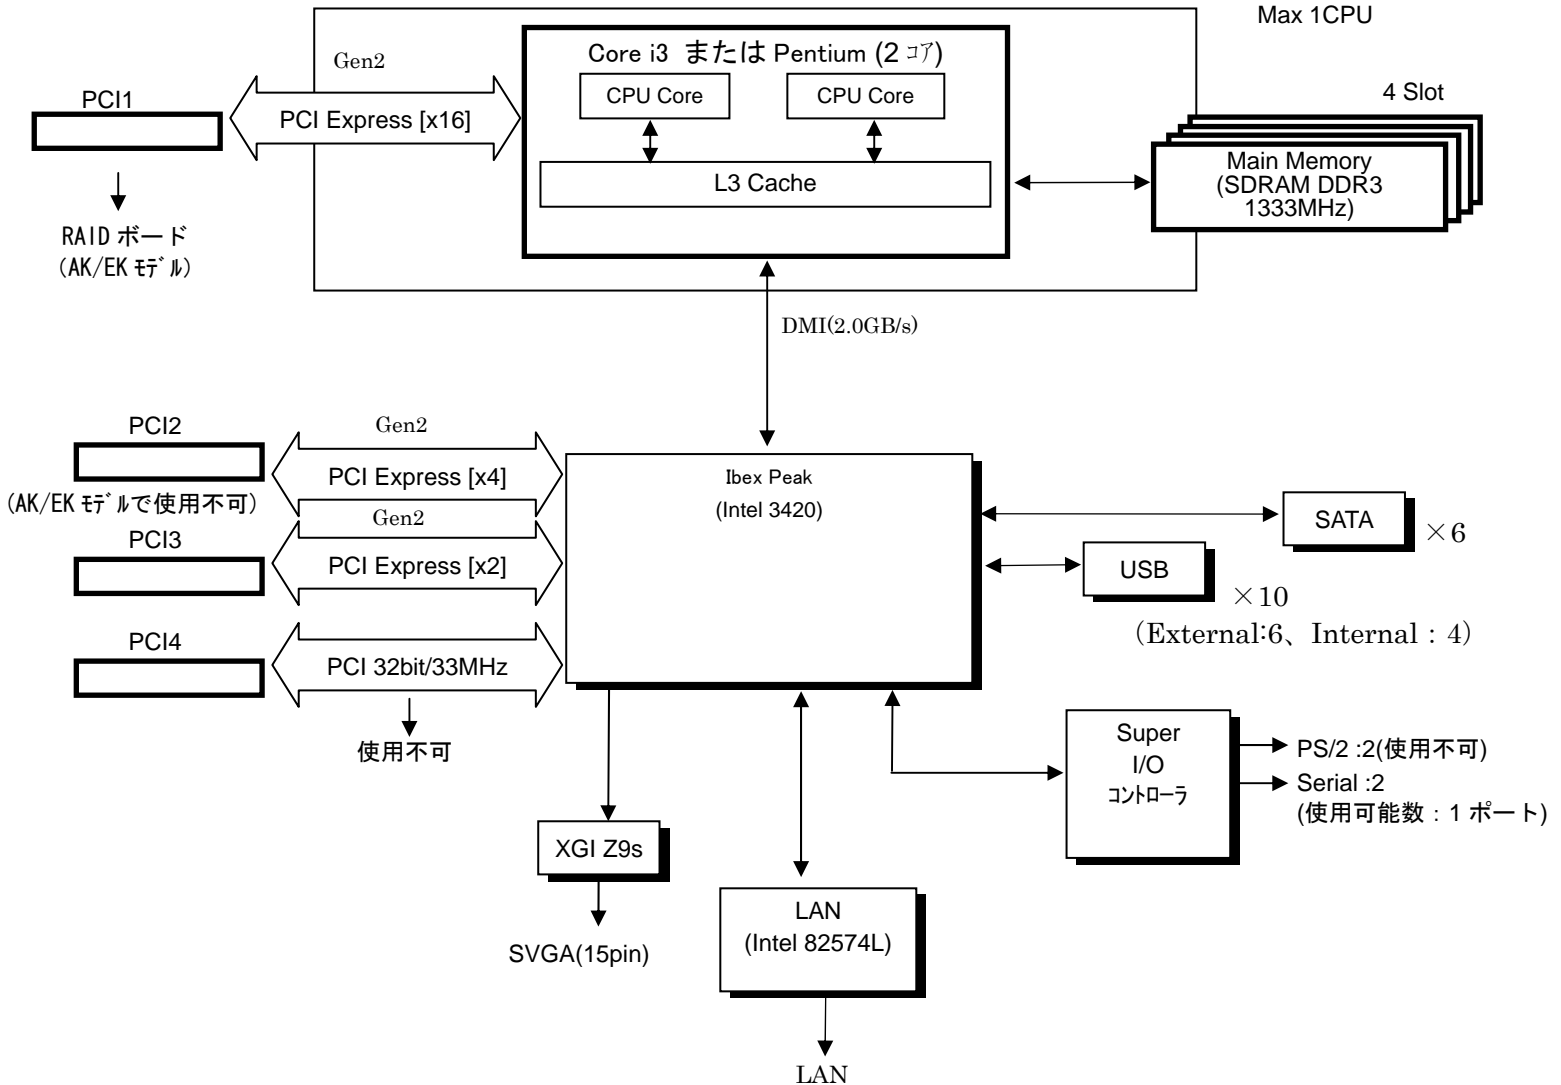 Max 1CPU
Core i3 または Pentium (2 ｺｱ)
Gen2
CPU Core
CPU Core
PCI1
4 Slot
PCI Express [x16]
L3 Cache
Main Memory
(SDRAM DDR3
1333MHz)
RAID ボード
(AK/EK ﾓﾃﾞﾙ)
DMI(2.0GB/s)
PCI2
Gen2
PCI Express [x4]
(AK/EK ﾓﾃﾞﾙで使用不可)
Gen2
PCI3
PCI Express [x2]
PCI4
PCI 32bit/33MHz
使用不可
Ibex Peak
(Intel 3420)
SATA
×6
USB
×10
(External:6、Internal：4)
Super
I/O
ｺﾝﾄﾛｰﾗ
PS/2 :2(使用不可)
Serial :2
(使用可能数：1 ポート)
XGI Z9s
SVGA(15pin)
LAN
(Intel 82574L)
LAN